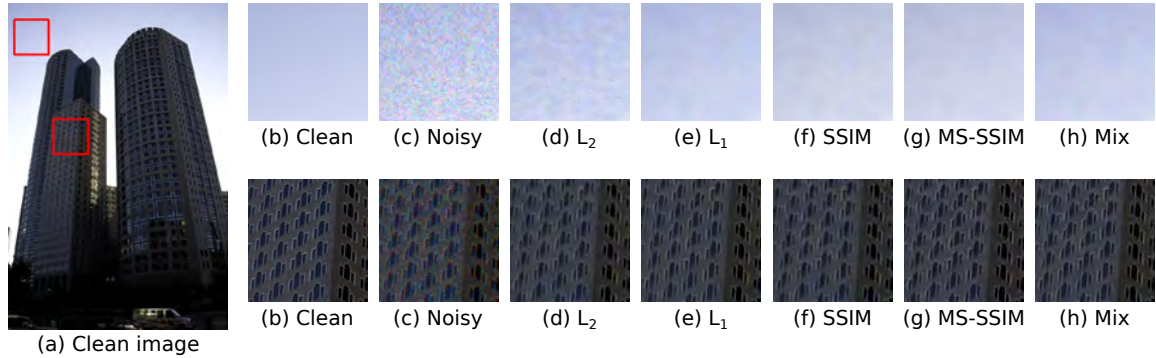 (b) Clean (c) Noisy (d) L₂ (e) L₁ (f) SSIM (g) MS-SSIM (h) Mix
(b) Clean (c) Noisy (d) L₂ (e) L₁ (f) SSIM (g) MS-SSIM (h) Mix
(a) Clean image